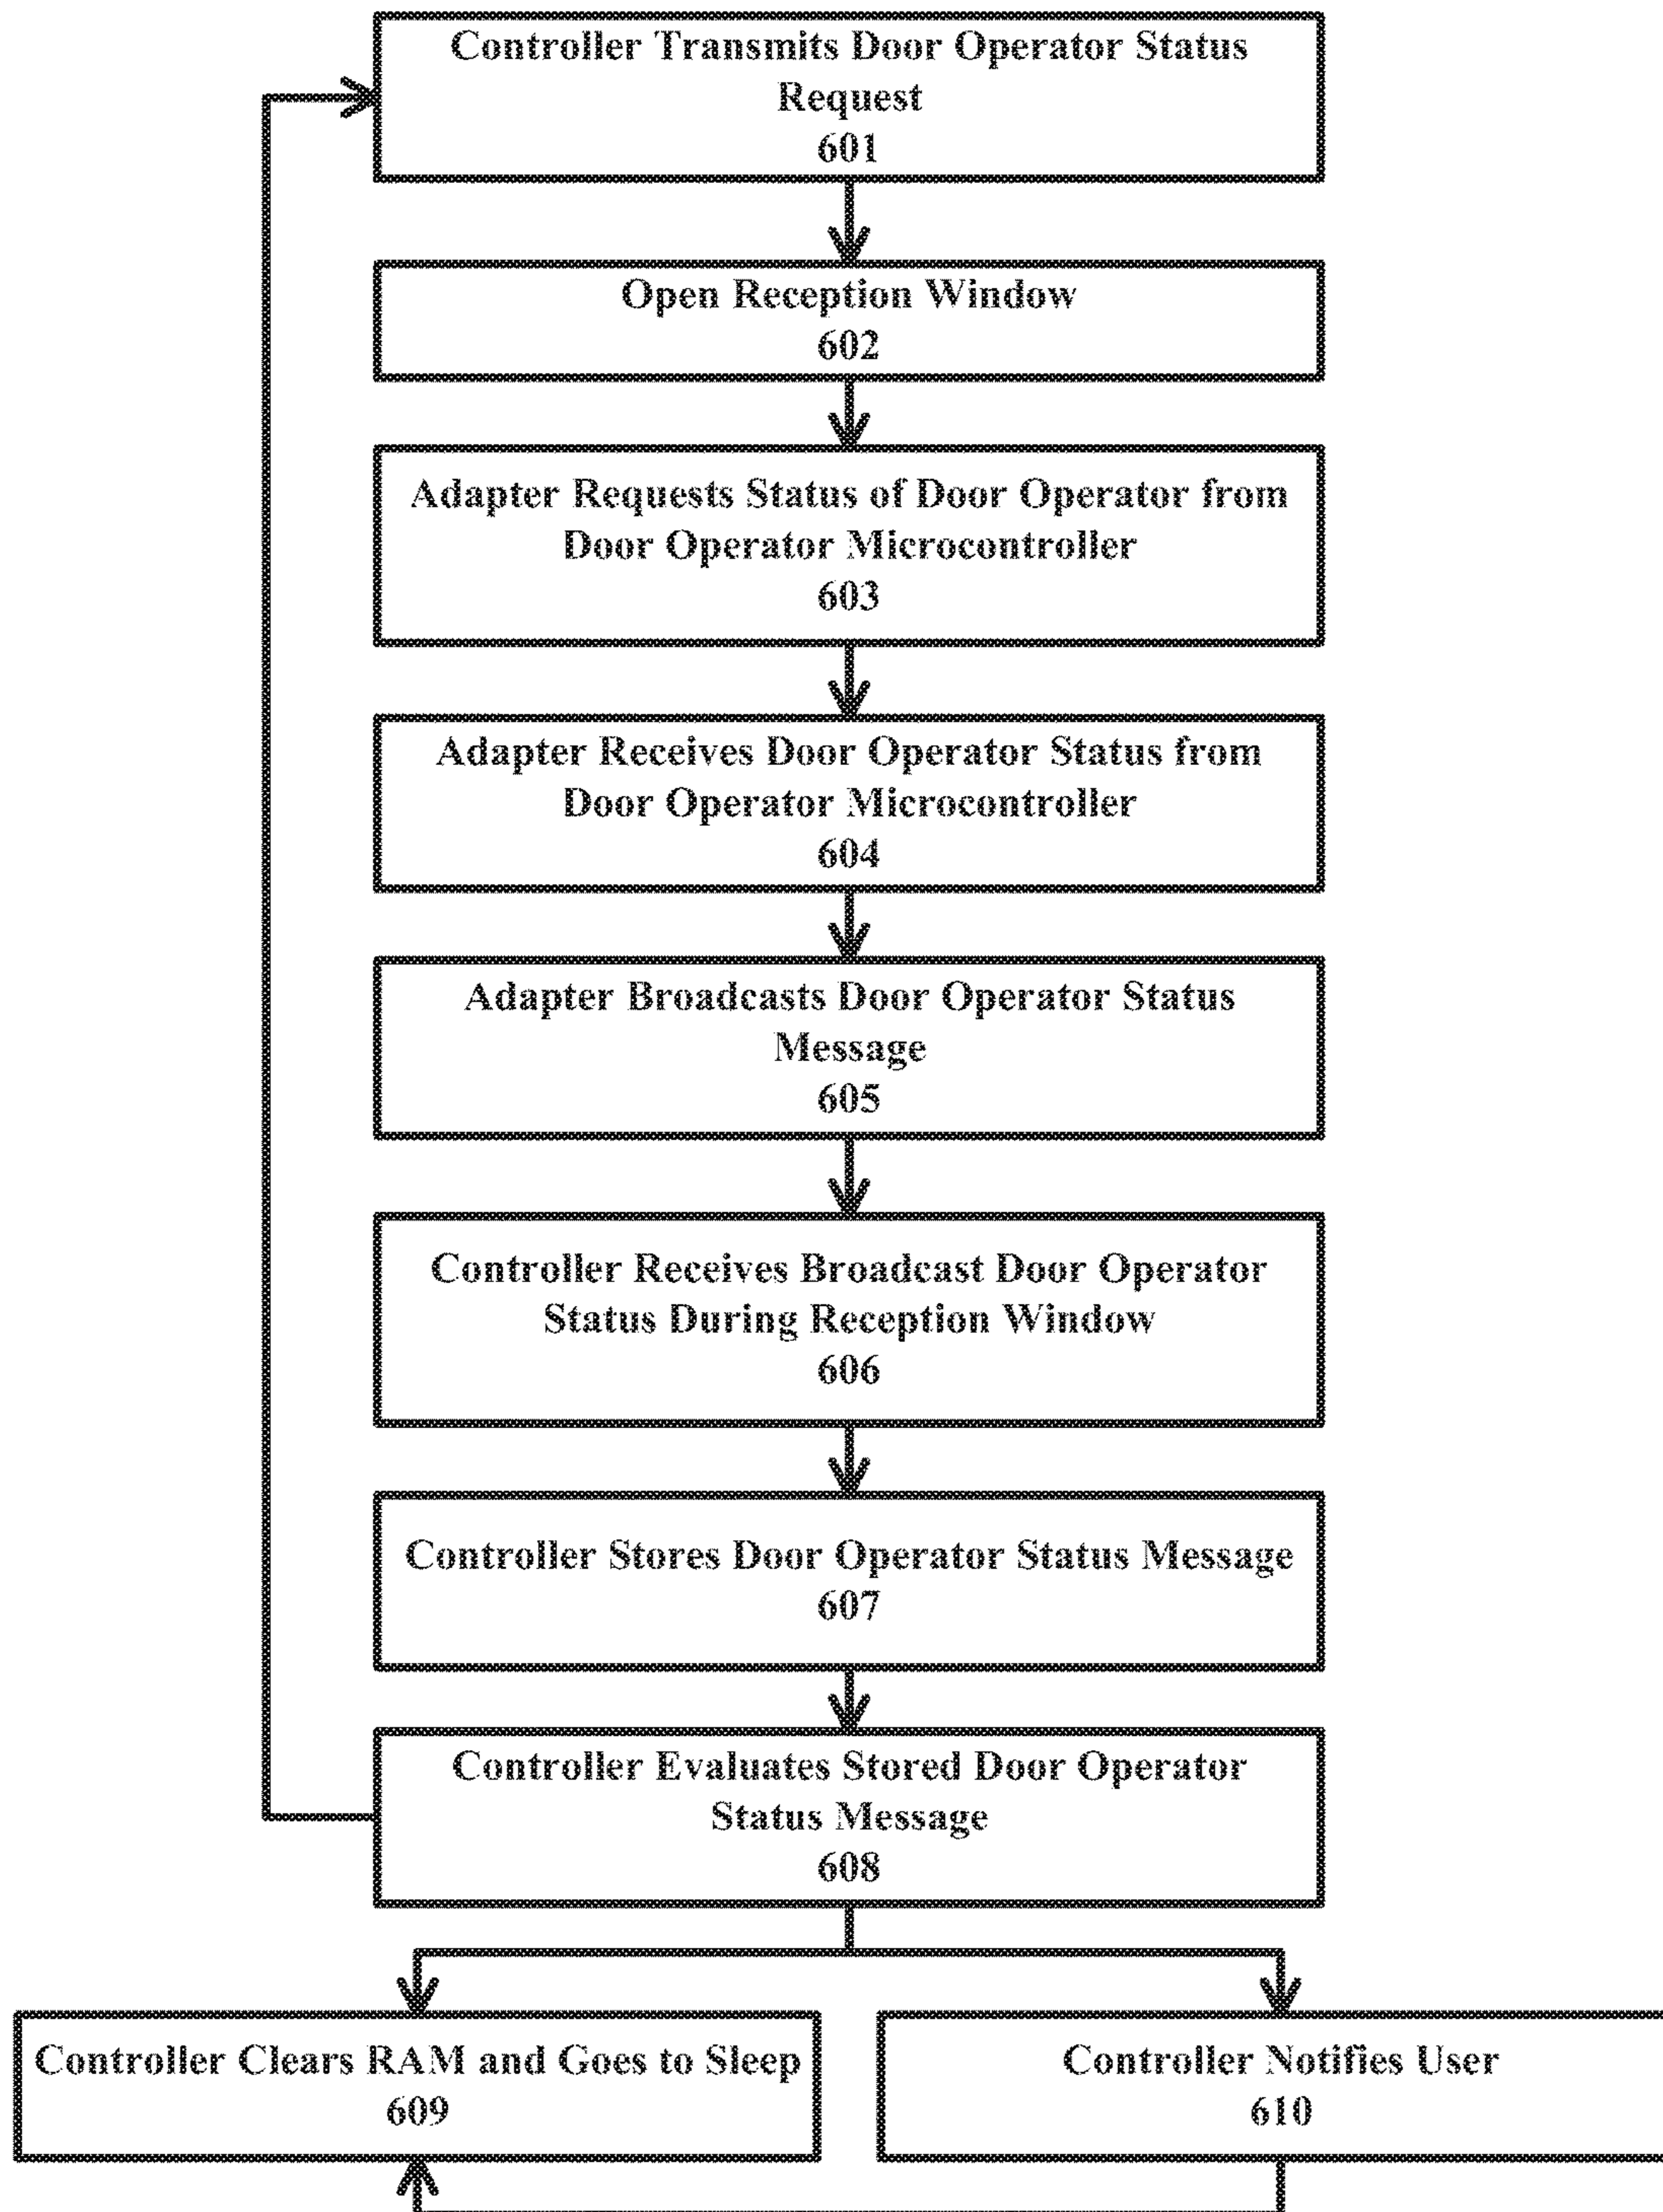 Controller Transmits Door Operator Status
Request
601
Open Reception Window
602
Adapter Requests Status of Door Operator from
Door Operator Microcontroller
603
Adapter Receives Door Operator Status from
Door Operator Microcontroller
604
Adapter Broadcasts Door Operator Status
Message
605
Controller Receives Broadcast Door Operator
Status During Reception Window
606
Controller Stores Door Operator Status Message
607
Controller Evaluates Stored Door Operator
Status Message
608
Controller Clears RAM and Goes to Sleep
609
Controller Notifies User
610